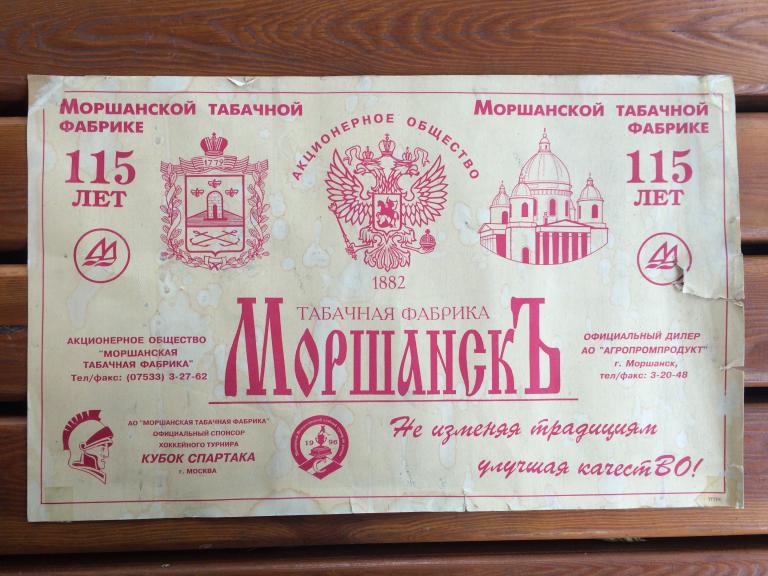 МОРШАНСКОЙ ТАБАЧНОЙ
ФАБРИКЕ
115
ЛЕТ
1779
АКЦИОНЕРНОЕ ОБЩЕСТВО
1882
МОРШАНСКОЙ ТАБАЧНОЙ
ФАБРИКЕ
115
ЛЕТ
ТАБАЧНАЯ ФАБРИКА
МОРШАНСКЪ
АКЦИОНЕРНОЕ ОБЩЕСТВО
"МОРШАНСКАЯ
ТАБАЧНАЯ ФАБРИКА"
Тел/факс: (07533) 3-27-62
ОФИЦИАЛЬНЫЙ ДИЛЕР
АО "АГРОПРОМПРОДУКТ"
г. Моршанск,
тел/факс: 3-20-48
АО "МОРШАНСКАЯ ТАБАЧНАЯ ФАБРИКА"
ОФИЦИАЛЬНЫЙ СПОНСОР
ХОККЕЙНОГО ТУРНИРА
КУБОК СПАРТАКА
г. МОСКВА
1996
Не изменяя традициям
улучшая качестВО!